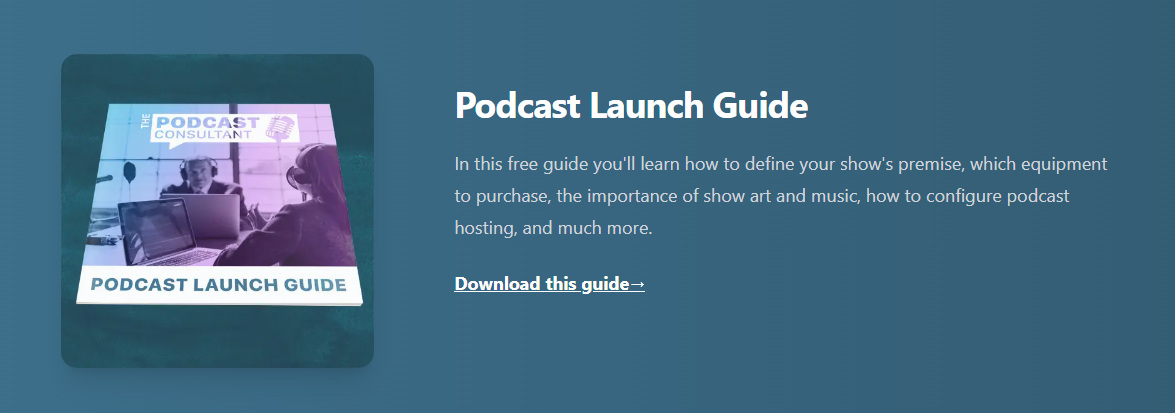 THE
PODCAST
CONSULTANT
PODCAST LAUNCH GUIDE
Podcast Launch Guide
In this free guide you'll learn how to define your show's premise, which equipment
to purchase, the importance of show art and music, how to configure podcast
hosting, and much more.
Download this guide→